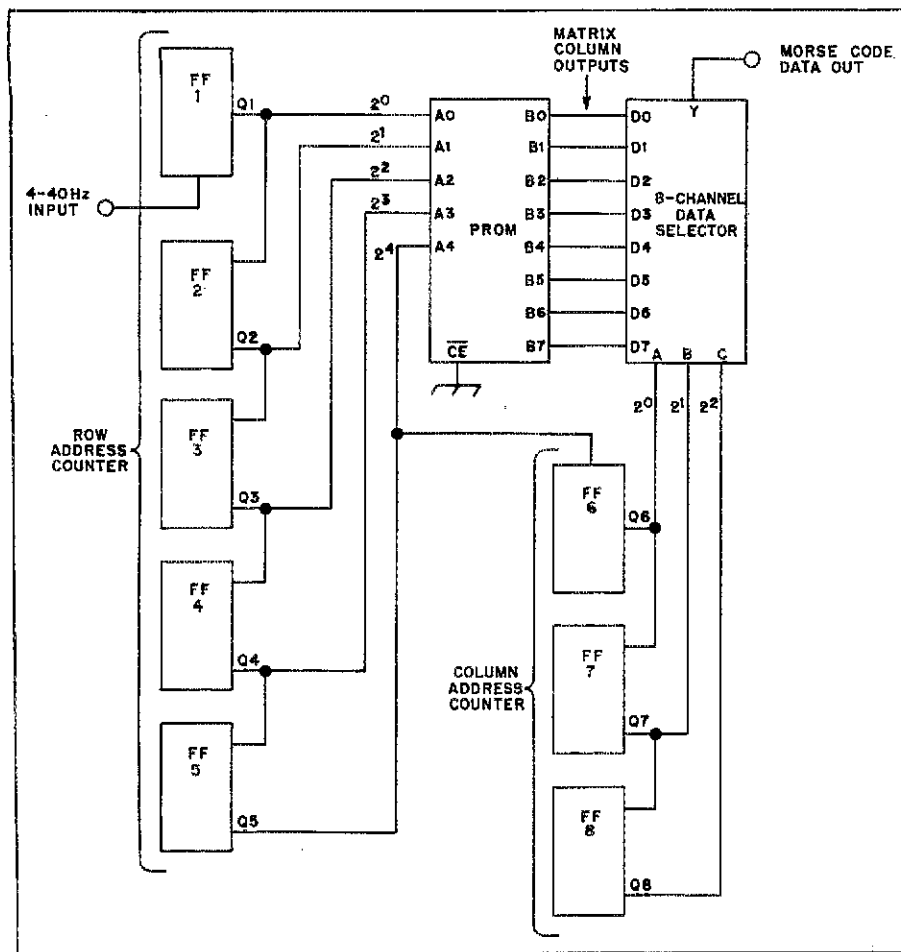 MATRIX
COLUMN
OUTPUTS
MORSE CODE
DATA OUT
FF
1
Q1
2⁰
A0
B0
D0
Y
2¹
A1
B1
D1
4-40Hz
INPUT
2²
A2
B2
D2
8-CHANNEL
DATA
SELECTOR
2³
A3
PROM
B3
D3
2⁴
A4
B4
D4
FF
2
B5
D5
B6
D6
Q2
CE
B7
D7
A
B
C
2⁰
2¹
2²
ROW
ADDRESS
COUNTER
FF
3
Q3
FF
6
Q6
FF
4
Q4
COLUMN
ADDRESS
COUNTER
FF
7
Q7
FF
5
Q5
FF
8
Q8